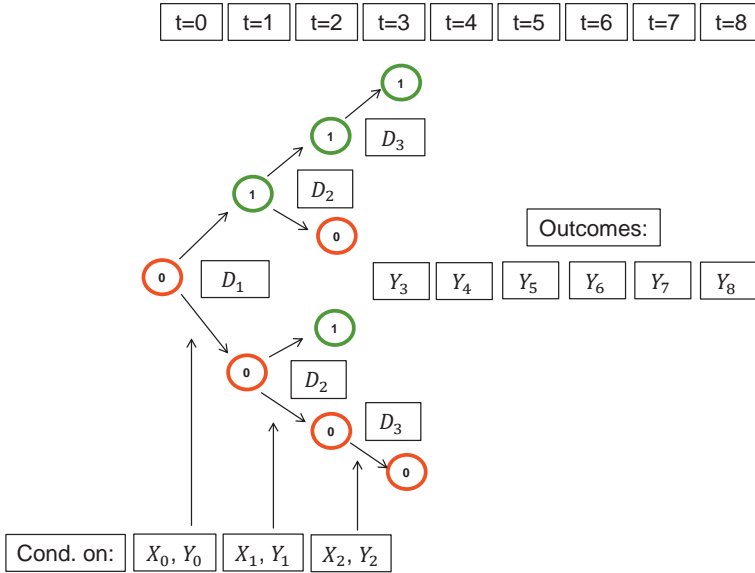 t=0 t=1 t=2 t=3 t=4 t=5 t=6 t=7 t=8
1
1 D₃
1 D₂
0 Outcomes:
0 D₁ Y₃ Y₄ Y₅ Y₆ Y₇ Y₈
1
0 D₂
0 D₃
0
Cond. on: X₀, Y₀ X₁, Y₁ X₂, Y₂